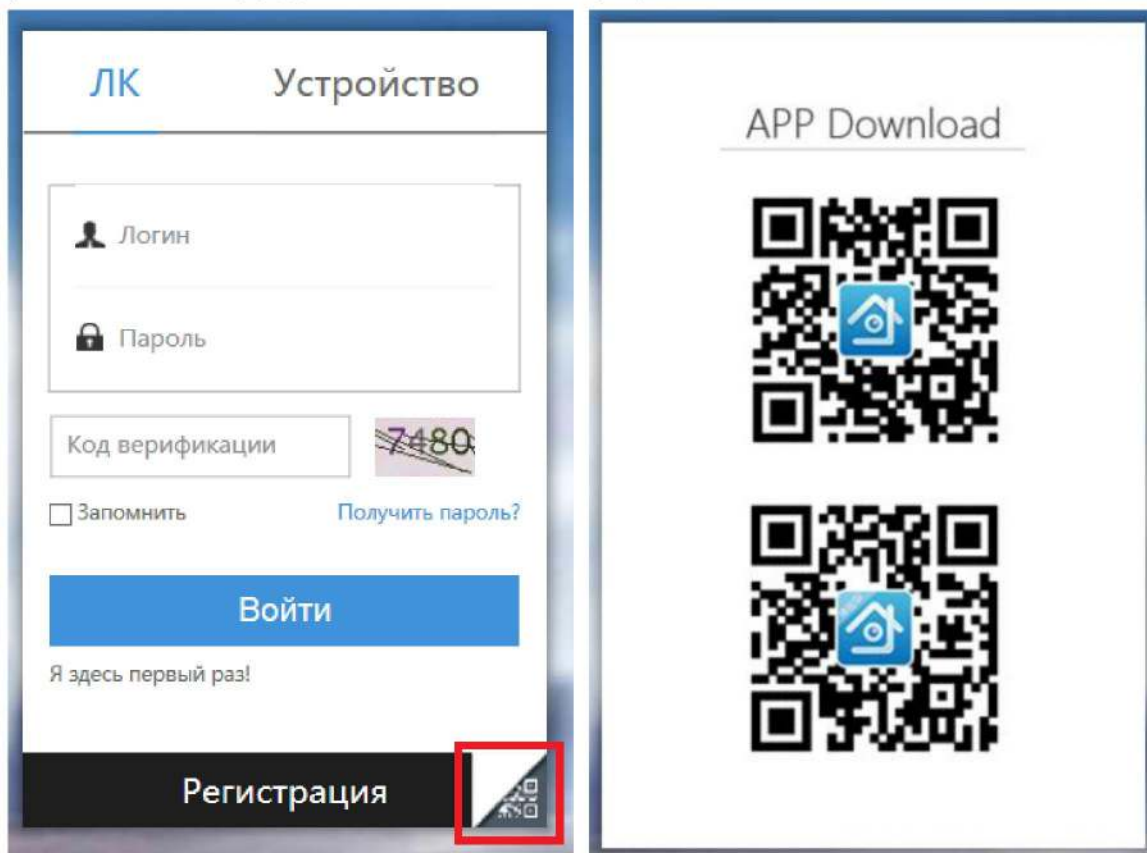 ЛК Устройство
Логин
Пароль
Код верификации 7480
Запомнить Получить пароль?
Войти
Я здесь первый раз!
Регистрация
APP Download